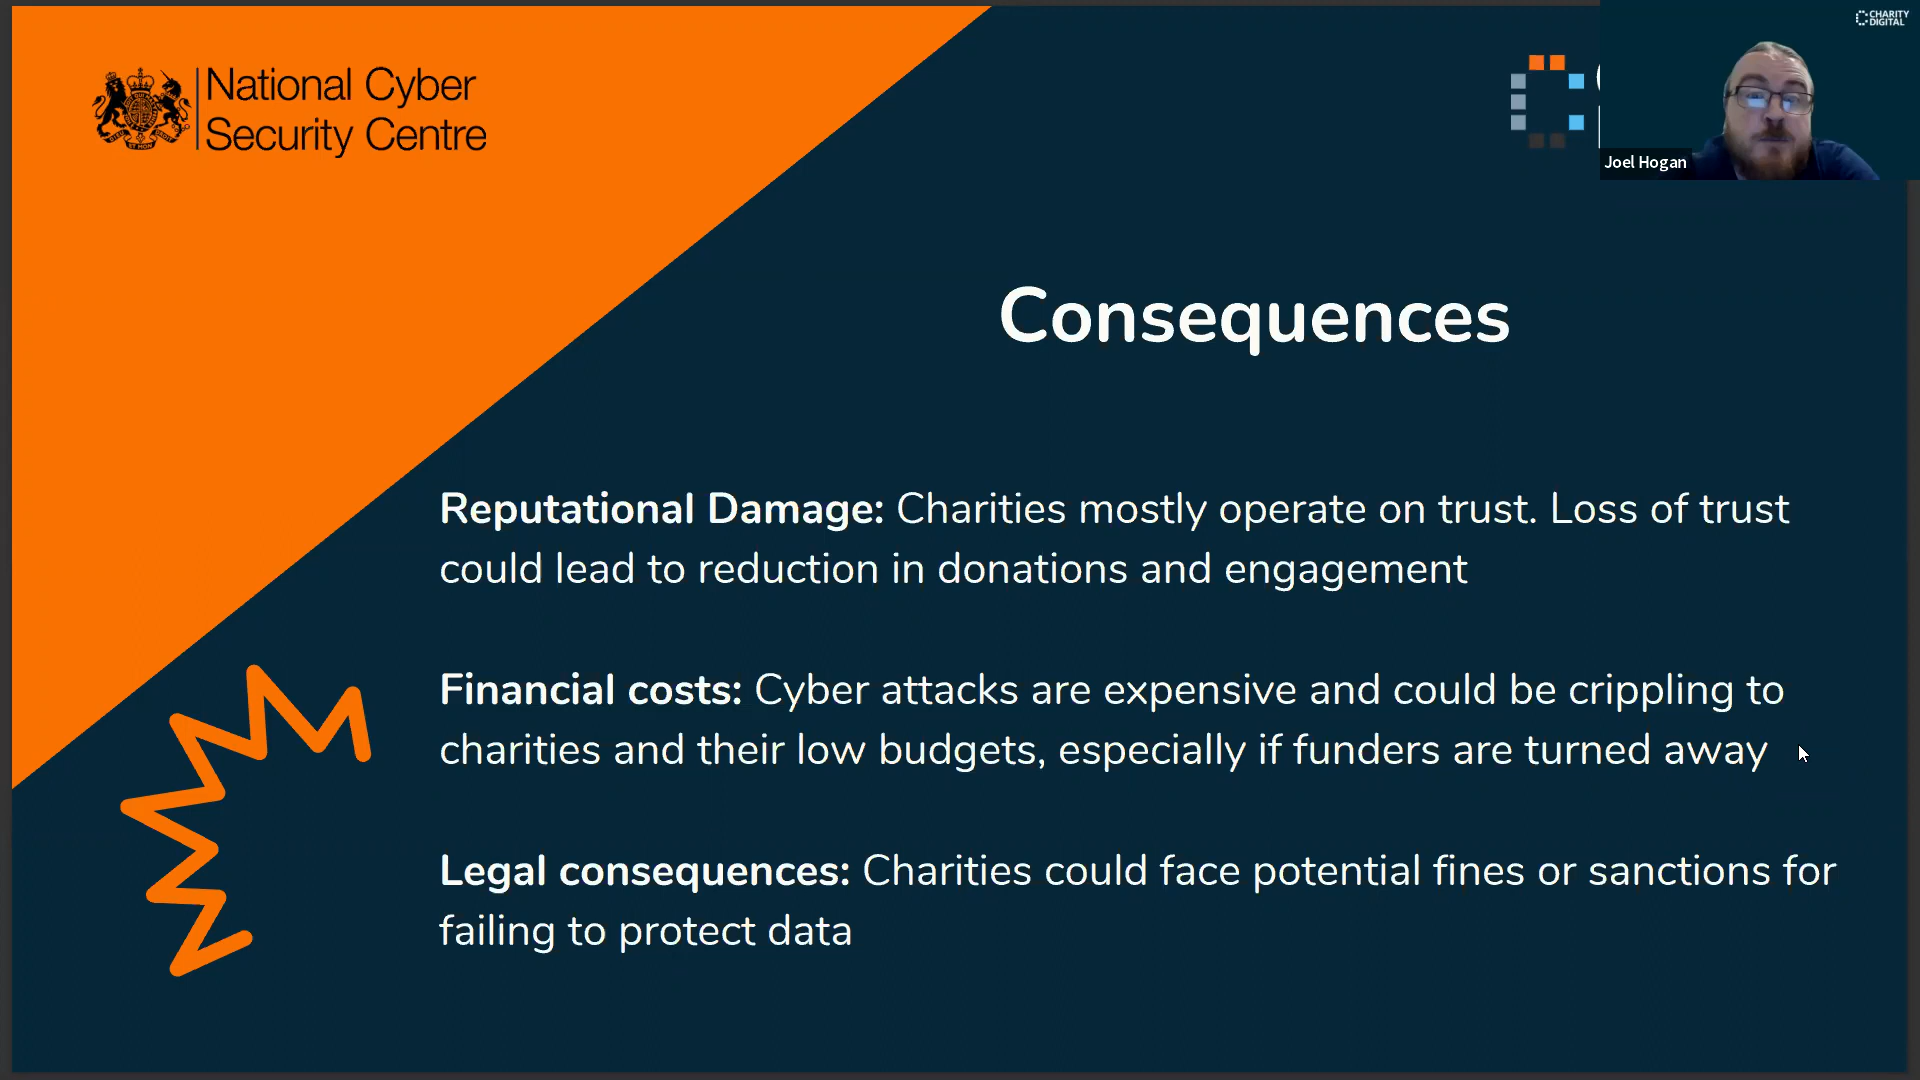 National Cyber
Security Centre
CHARITY
DIGITAL
Joel Hogan
Consequences
Reputational Damage: Charities mostly operate on trust. Loss of trust
could lead to reduction in donations and engagement
Financial costs: Cyber attacks are expensive and could be crippling to
charities and their low budgets, especially if funders are turned away
Legal consequences: Charities could face potential fines or sanctions for
failing to protect data